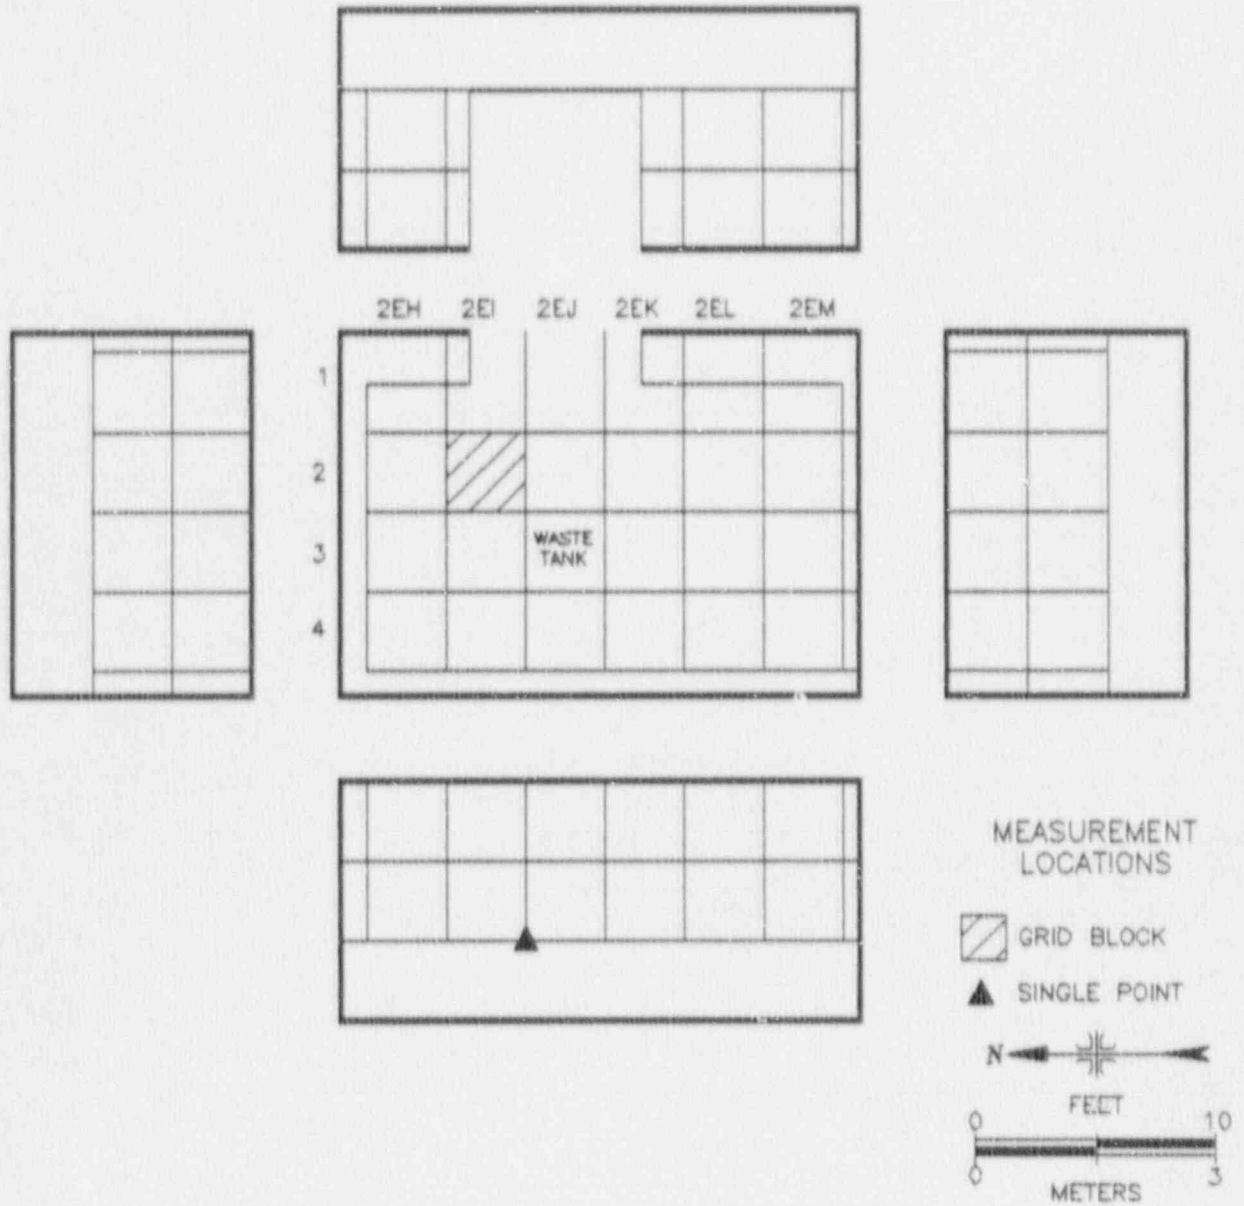 2EH 2EI 2EJ 2EK 2EL 2EM
1
2
3
4
WASTE
TANK
MEASUREMENT
LOCATIONS
GRID BLOCK
SINGLE POINT
N
FEET
0 10
0 3
METERS